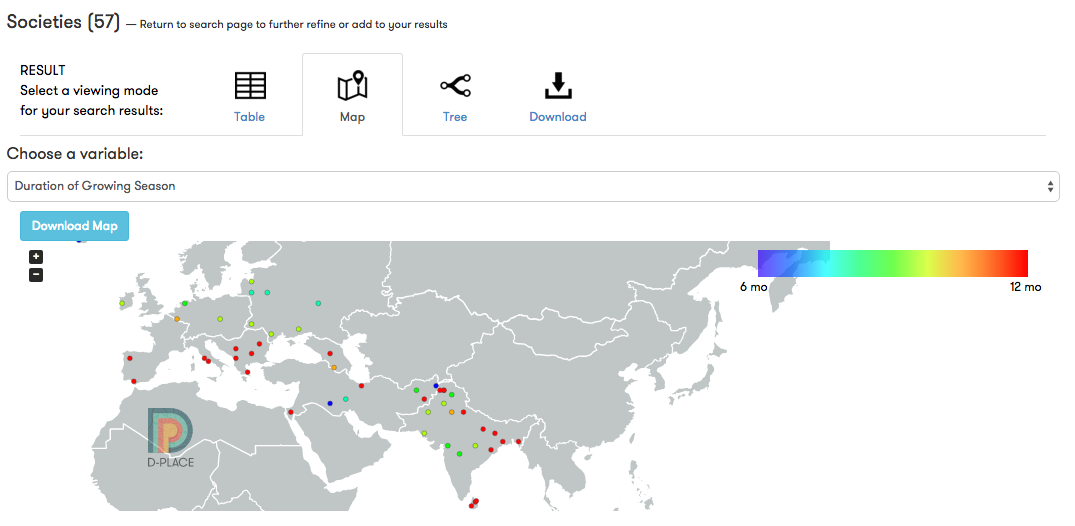 Societies (57) — Return to search page to further refine or add to your results
RESULT
Select a viewing mode
for your search results:
Table
Map
Tree
Download
Choose a variable:
Duration of Growing Season
Download Map
+
−
6 mo
12 mo
D-PLACE